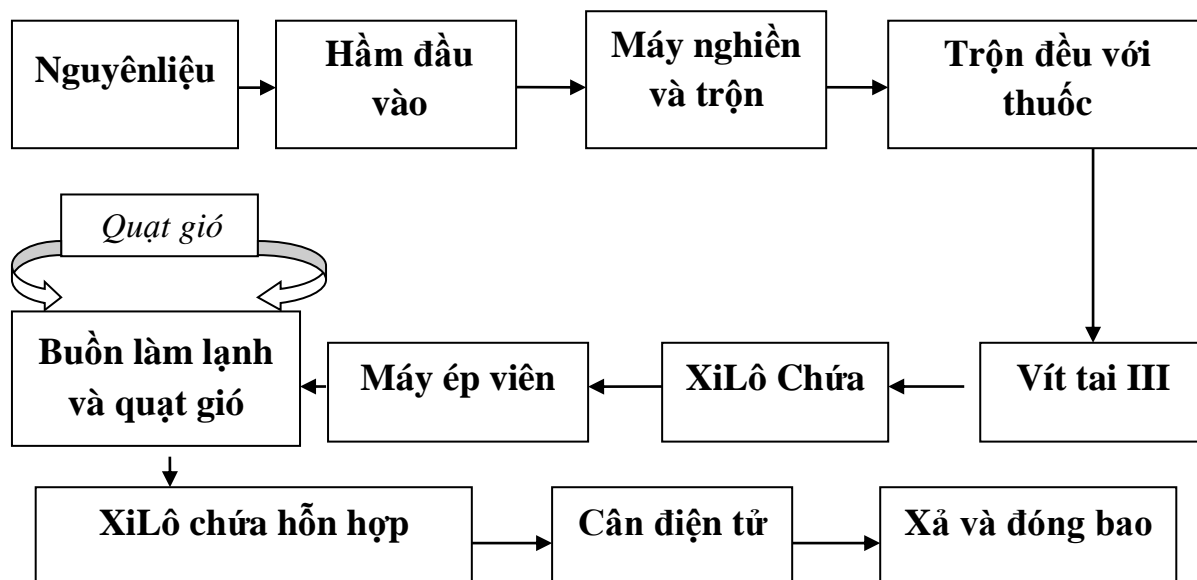 Nguyênliệu
Hầm đầu
vào
Máy nghiền
và trộn
Trộn đều với
thuốc
Quạt gió
Buồn làm lạnh
và quạt gió
Máy ép viên
XiLô Chứa
Vít tai III
XiLô chứa hỗn hợp
Cân điện tử
Xả và đóng bao